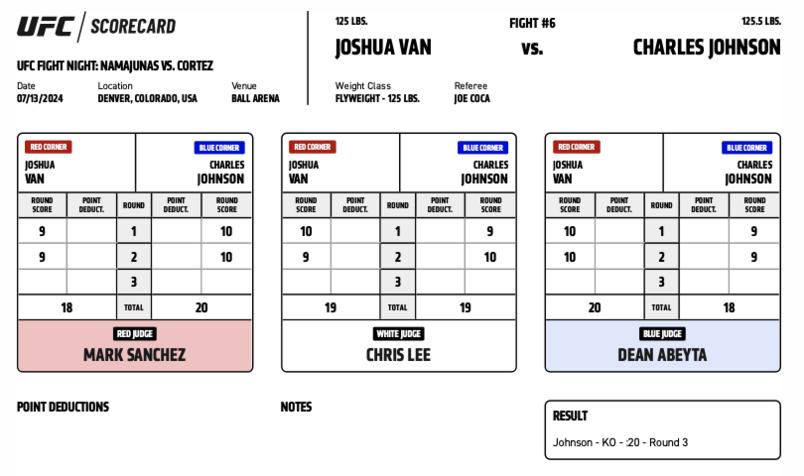 UFC / SCORECARD
UFC FIGHT NIGHT: NAMAJUNAS VS. CORTEZ
Date Location Venue
07/13/2024 DENVER, COLORADO, USA BALL ARENA
125 LBS. FIGHT #6 125.5 LBS.
JOSHUA VAN VS. CHARLES JOHNSON
Weight Class Referee
FLYWEIGHT - 125 LBS. JOE COCA
RED CORNER BLUE CORNER
JOSHUA CHARLES
VAN JOHNSON
ROUND POINT ROUND POINT ROUND
SCORE DEDUCT. DEDUCT. SCORE
9 1 10
9 2 10
3
18 TOTAL 20
RED JUDGE
MARK SANCHEZ
RED CORNER BLUE CORNER
JOSHUA CHARLES
VAN JOHNSON
ROUND POINT ROUND POINT ROUND
SCORE DEDUCT. DEDUCT. SCORE
10 1 9
9 2 10
3
19 TOTAL 19
WHITE JUDGE
CHRIS LEE
RED CORNER BLUE CORNER
JOSHUA CHARLES
VAN JOHNSON
ROUND POINT ROUND POINT ROUND
SCORE DEDUCT. DEDUCT. SCORE
10 1 9
10 2 9
3
20 TOTAL 18
BLUE JUDGE
DEAN ABEYTA
POINT DEDUCTIONS
NOTES
RESULT
Johnson - KO - :20 - Round 3